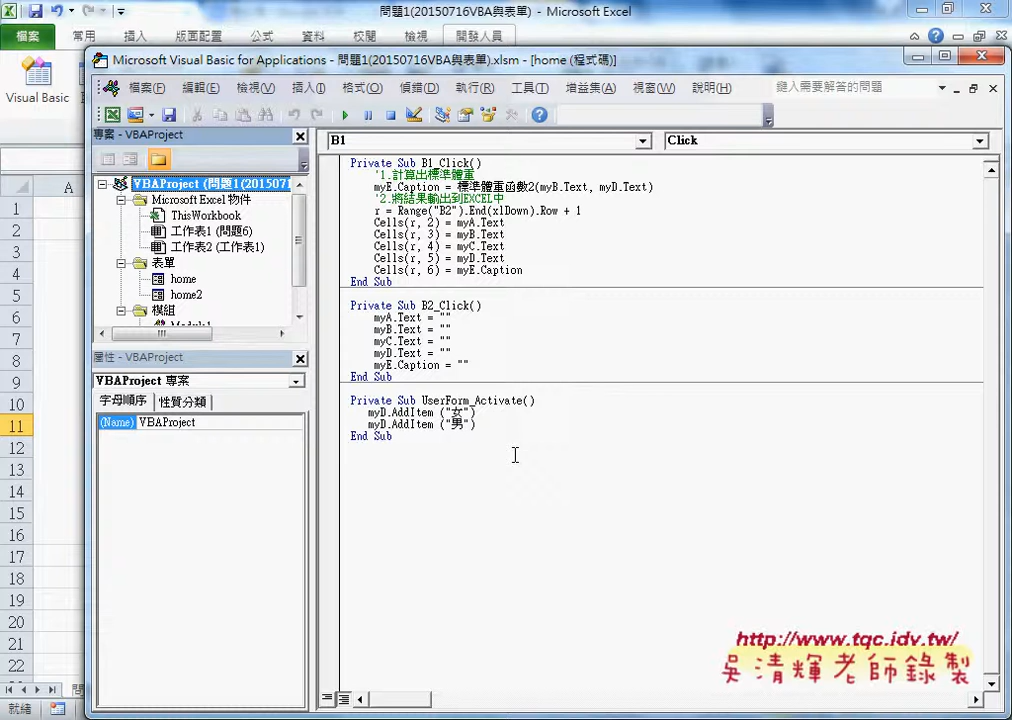 問題1(20150716VBA與表單) - Microsoft Excel
檔案 常用 插入 版面配置 公式 資料 校閱 檢視 開發人員
Visual Basic
Microsoft Visual Basic for Applications - 問題1(20150716VBA與表單).xlsm - [home (程式碼)]
檔案(F) 編輯(E) 檢視(V) 插入(I) 格式(O) 偵錯(D) 執行(R) 工具(T) 增益集(A) 視窗(W) 說明(H) 鍵入需要解答的問題
專案 - VBAProject
VBAProject (問題1(2015071
Microsoft Excel 物件
ThisWorkbook
工作表1 (問題6)
工作表2 (工作表1)
表單
home
home2
模組
屬性 - VBAProject
VBAProject 專案
字母順序 性質分類
(Name) VBAProject
B1 Click
Private Sub B1_Click()
'1.計算出標準體重
myE.Caption = 標準體重函數2(myB.Text, myD.Text)
'2.將結果輸出到EXCEL中
r = Range("B2").End(xlDown).Row + 1
Cells(r, 2) = myA.Text
Cells(r, 3) = myB.Text
Cells(r, 4) = myC.Text
Cells(r, 5) = myD.Text
Cells(r, 6) = myE.Caption
End Sub
Private Sub B2_Click()
myA.Text = ""
myB.Text = ""
myC.Text = ""
myD.Text = ""
myE.Caption = ""
End Sub
Private Sub UserForm_Activate()
myD.AddItem ("女")
myD.AddItem ("男")
End Sub
A
1
2
3
4
5
6
7
8
9
10
11
12
13
14
15
16
17
18
19
20
21
22
就緒
http://www.tqc.idv.tw/
吳清輝老師錄製